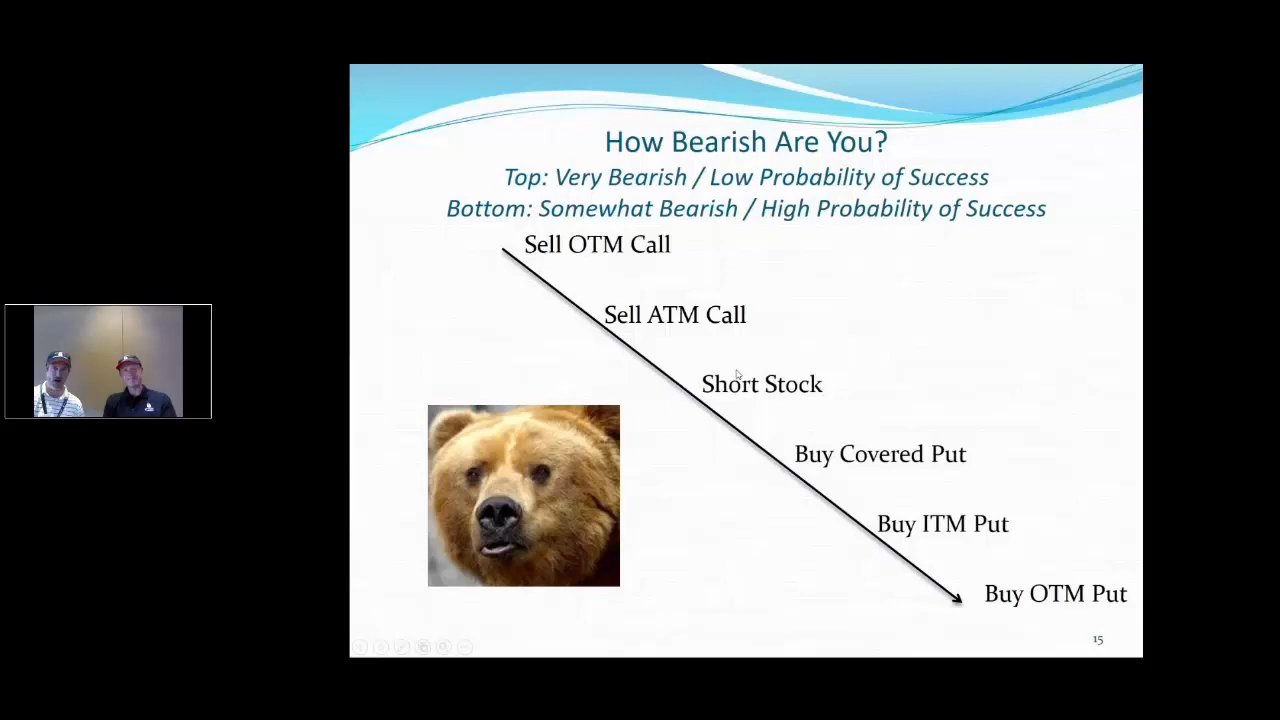 How Bearish Are You?
Top: Very Bearish / Low Probability of Success
Bottom: Somewhat Bearish / High Probability of Success
Sell OTM Call
Sell ATM Call
Short Stock
Buy Covered Put
Buy ITM Put
Buy OTM Put
15